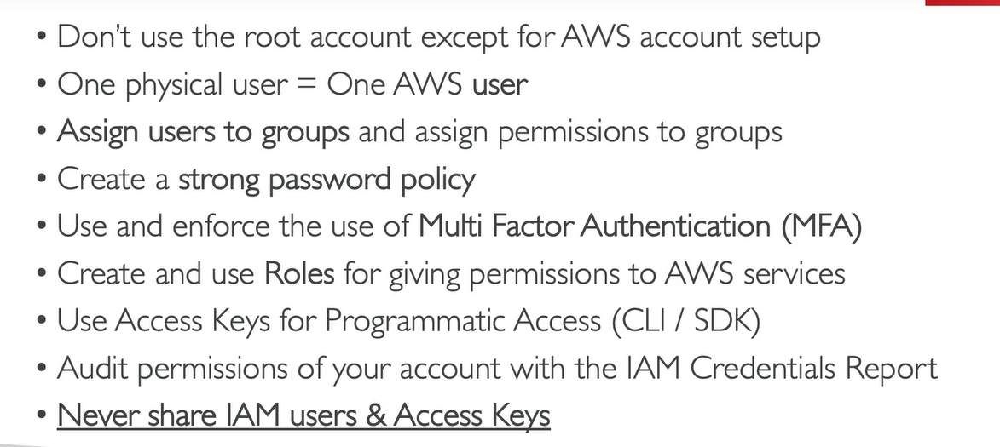 • Don’t use the root account except for AWS account setup
• One physical user = One AWS user
• Assign users to groups and assign permissions to groups
• Create a strong password policy
• Use and enforce the use of Multi Factor Authentication (MFA)
• Create and use Roles for giving permissions to AWS services
• Use Access Keys for Programmatic Access (CLI / SDK)
• Audit permissions of your account with the IAM Credentials Report
• Never share IAM users & Access Keys